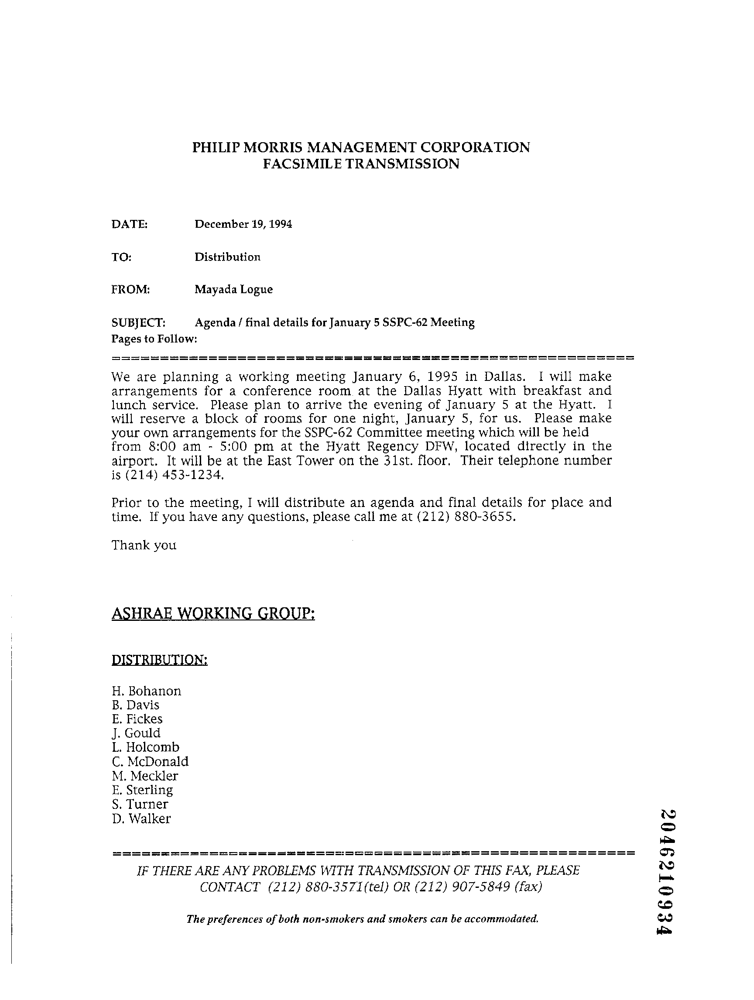 PHILIP MORRIS MANAGEMENT CORPORATION
FACSIMILE TRANSMISSION
DATE: December 19, 1994
TO: Distribution
FROM: Mayada Logue
SUBJECT: Agenda / final details for January 5 SSPC-62 Meeting
Pages to Follow:
======================================================
We are planning a working meeting January 6, 1995 in Dallas. I will make
arrangements for a conference room at the Dallas Hyatt with breakfast and
lunch service. Please plan to arrive the evening of January 5 at the Hyatt. I
will reserve a block of rooms for one night, January 5, for us. Please make
your own arrangements for the SSPC-62 Committee meeting which will be held
from 8:00 am - 5:00 pm at the Hyatt Regency DFW, located directly in the
airport. It will be at the East Tower on the 31st. floor. Their telephone number
is (214) 453-1234.
Prior to the meeting, I will distribute an agenda and final details for place and
time. If you have any questions, please call me at (212) 880-3655.
Thank you
ASHRAE WORKING GROUP:
DISTRIBUTION:
H. Bohanon
B. Davis
E. Fickes
J. Gould
L. Holcomb
C. McDonald
M. Meckler
E. Sterling
S. Turner
D. Walker
======================================================
IF THERE ARE ANY PROBLEMS WITH TRANSMISSION OF THIS FAX, PLEASE
CONTACT (212) 880-3571(tel) OR (212) 907-5849 (fax)
The preferences of both non-smokers and smokers can be accommodated.
2046210934